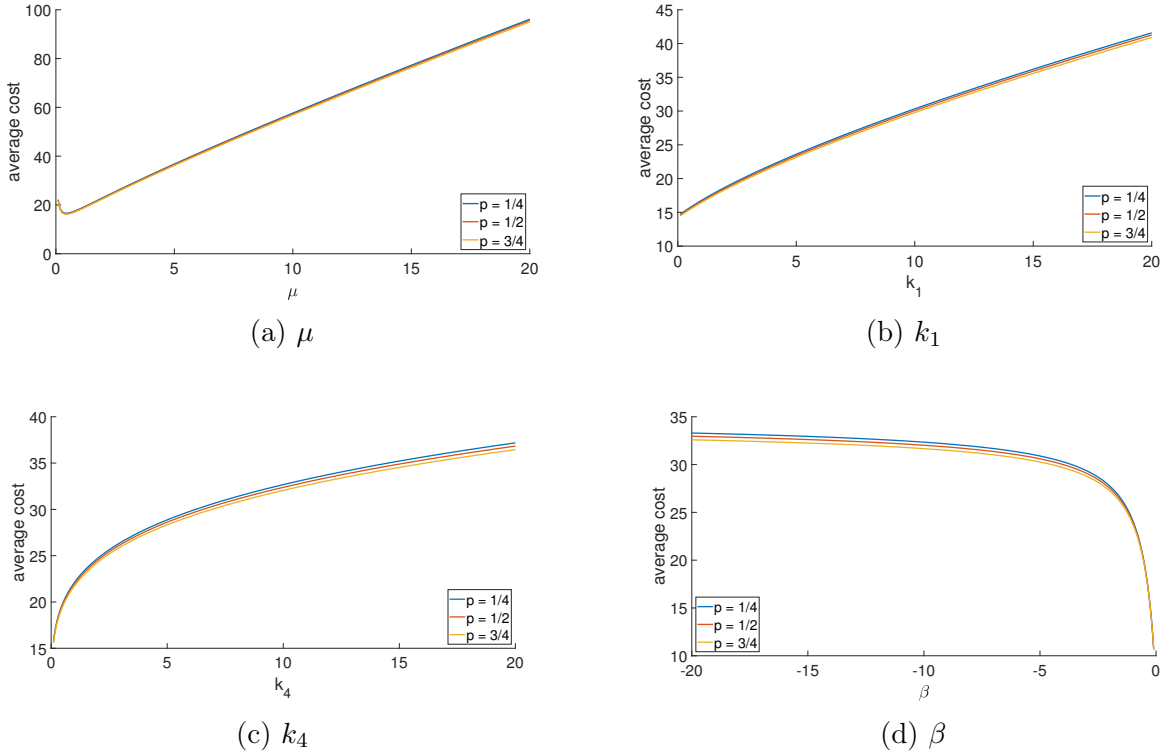 100
80
60
40
20
0
average cost
0 5 10 15 20
μ
p = 1/4
p = 1/2
p = 3/4
(a) μ
45
40
35
30
25
20
15
10
average cost
0 5 10 15 20
k₁
p = 1/4
p = 1/2
p = 3/4
(b) k₁
40
35
30
25
20
15
average cost
0 5 10 15 20
k₄
p = 1/4
p = 1/2
p = 3/4
(c) k₄
35
30
25
20
15
10
average cost
-20 -15 -10 -5 0
β
p = 1/4
p = 1/2
p = 3/4
(d) β